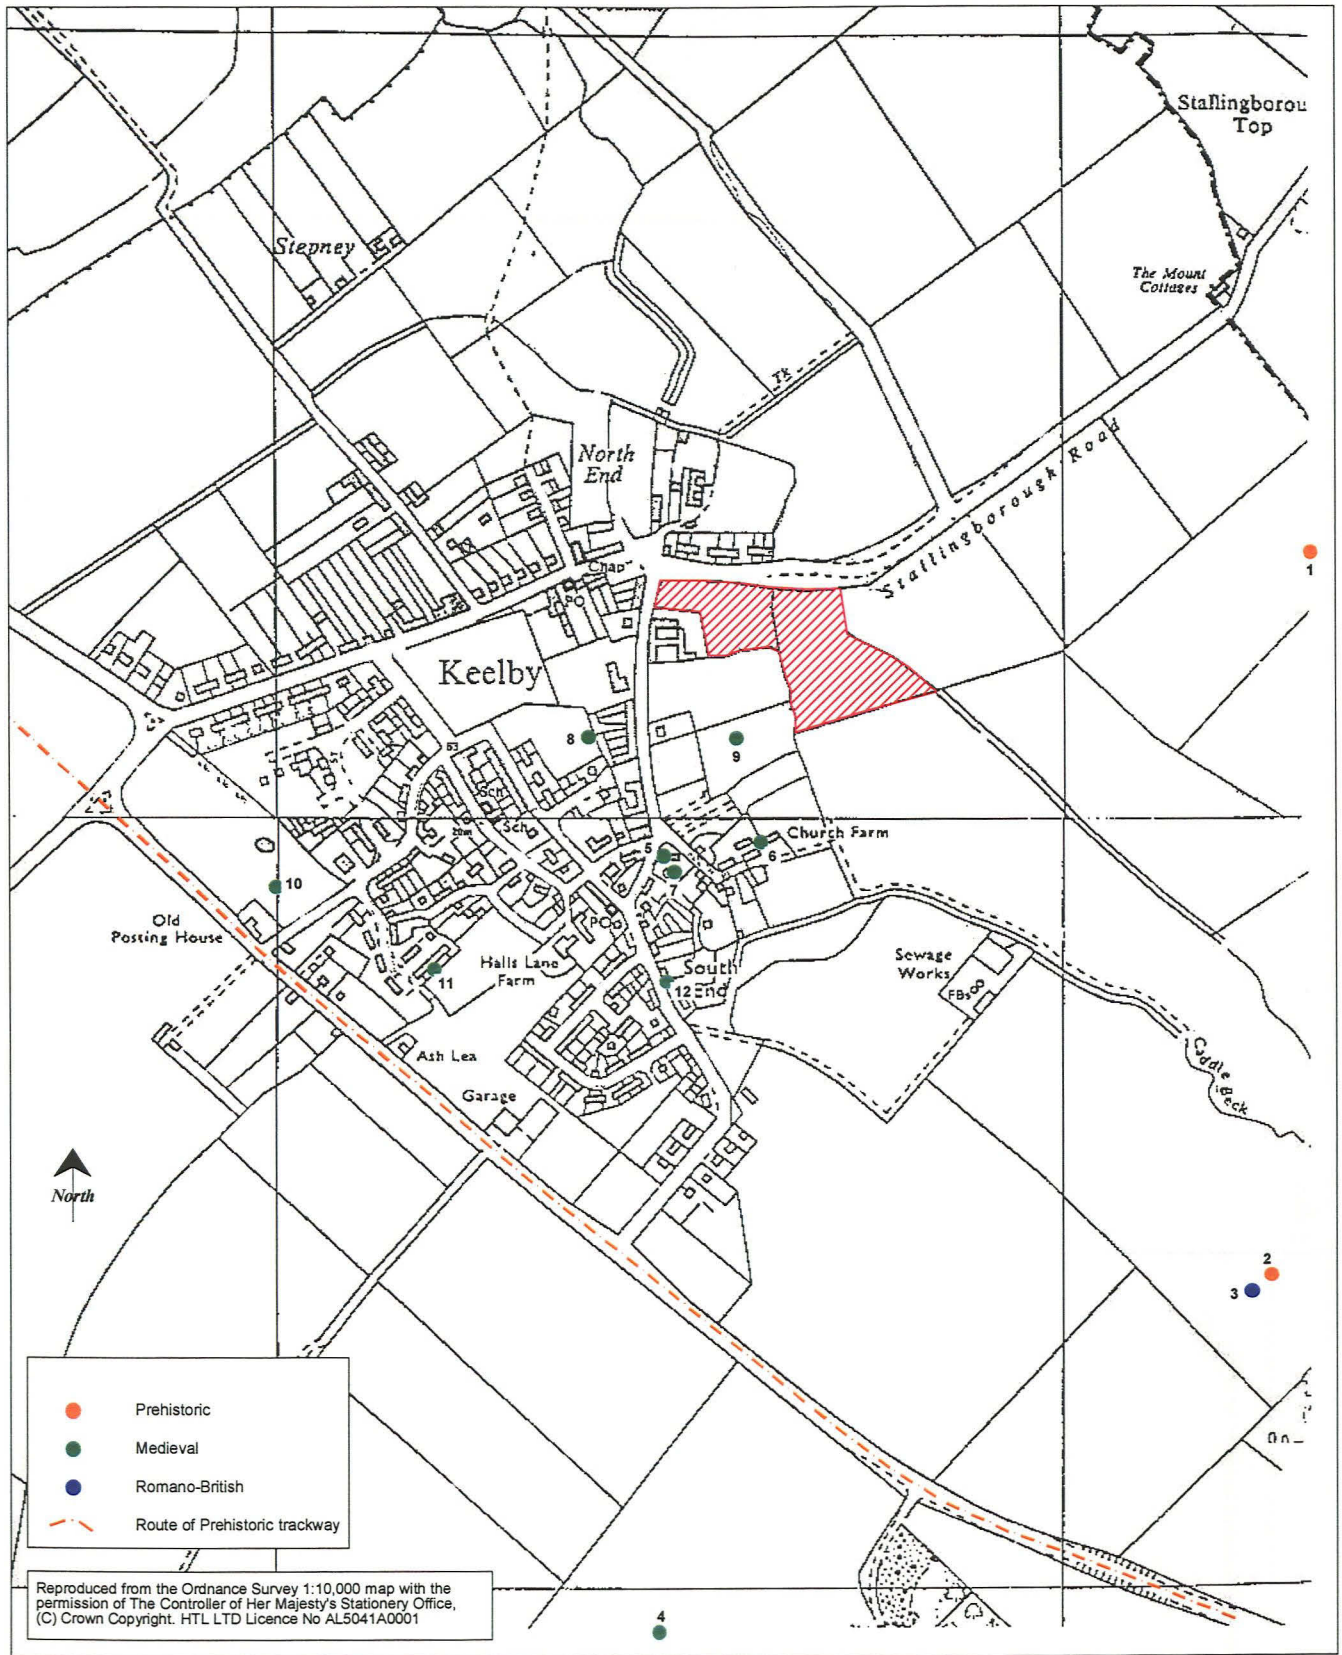 Stallingborou
Top
Stepney
The Mount
Cottages
Tk
North
End
Stallingborough Road
Chap
1
Keelby
8
9
53
Sch
Sch
20m
Church Farm
5
6
7
10
Old
Posting House
PO
Halls Lane
Farm
11
South
End
12
Sewage
Works
FBs
Ash Lea
Garage
Caddle Beck
North
2
3
Prehistoric
Medieval
Romano-British
Route of Prehistoric trackway
Reproduced from the Ordnance Survey 1:10,000 map with the
permission of The Controller of Her Majesty's Stationery Office,
(C) Crown Copyright. HTL LTD Licence No AL5041A0001
4